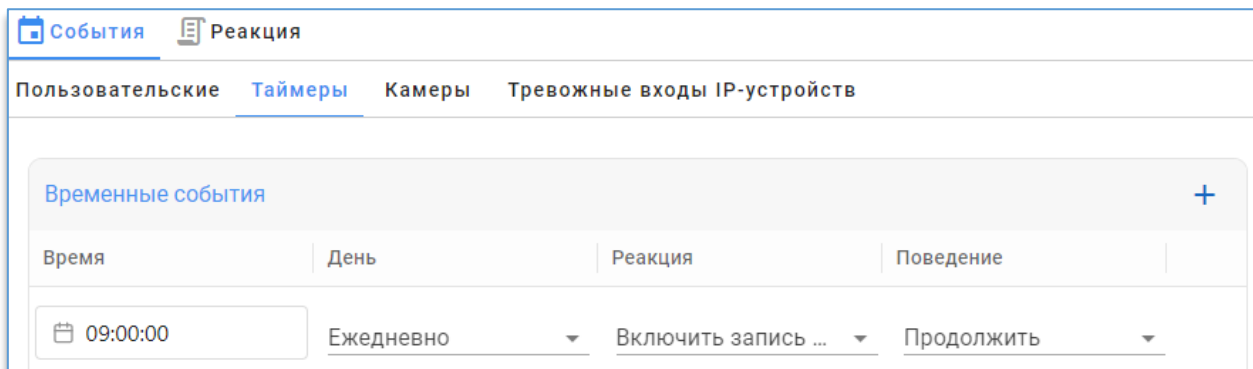 События Реакция
Пользовательские Таймеры Камеры Тревожные входы IP-устройств
Временные события +
Время День Реакция Поведение
09:00:00 Ежедневно Включить запись ... Продолжить